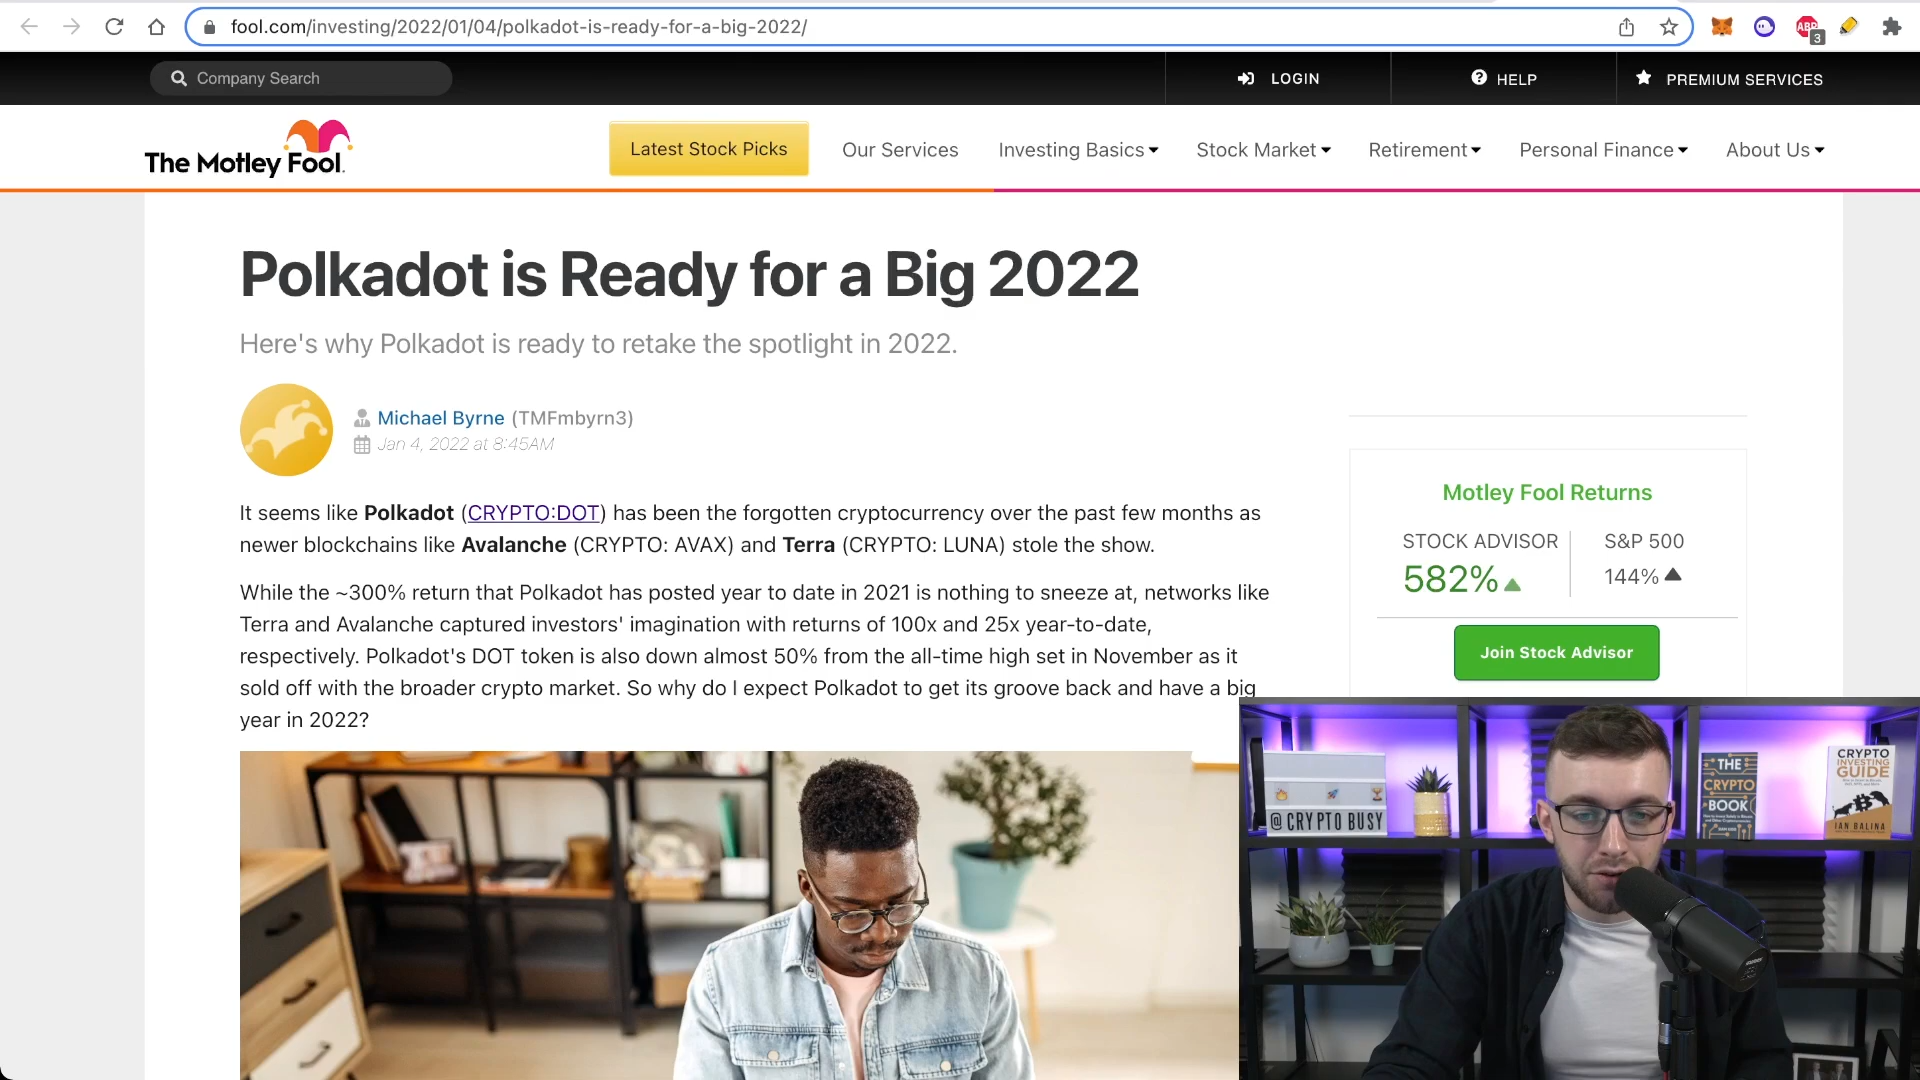 fool.com/investing/2022/01/04/polkadot-is-ready-for-a-big-2022/
ABP
3
Company Search
LOGIN
HELP
PREMIUM SERVICES
The Motley Fool.
Latest Stock Picks
Our Services
Investing Basics
Stock Market
Retirement
Personal Finance
About Us
Polkadot is Ready for a Big 2022
Here's why Polkadot is ready to retake the spotlight in 2022.
Michael Byrne (TMFmbyrn3)
Jan 4, 2022 at 8:45AM
It seems like Polkadot (CRYPTO:DOT) has been the forgotten cryptocurrency over the past few months as
newer blockchains like Avalanche (CRYPTO: AVAX) and Terra (CRYPTO: LUNA) stole the show.
While the ~300% return that Polkadot has posted year to date in 2021 is nothing to sneeze at, networks like
Terra and Avalanche captured investors' imagination with returns of 100x and 25x year-to-date,
respectively. Polkadot's DOT token is also down almost 50% from the all-time high set in November as it
sold off with the broader crypto market. So why do I expect Polkadot to get its groove back and have a big
year in 2022?
Motley Fool Returns
STOCK ADVISOR
582%
S&P 500
144%
Join Stock Advisor
@CRYPTO BUSY
THE
CRYPTO
BOOK
CRYPTO
INVESTING
GUIDE
IAN BALINA